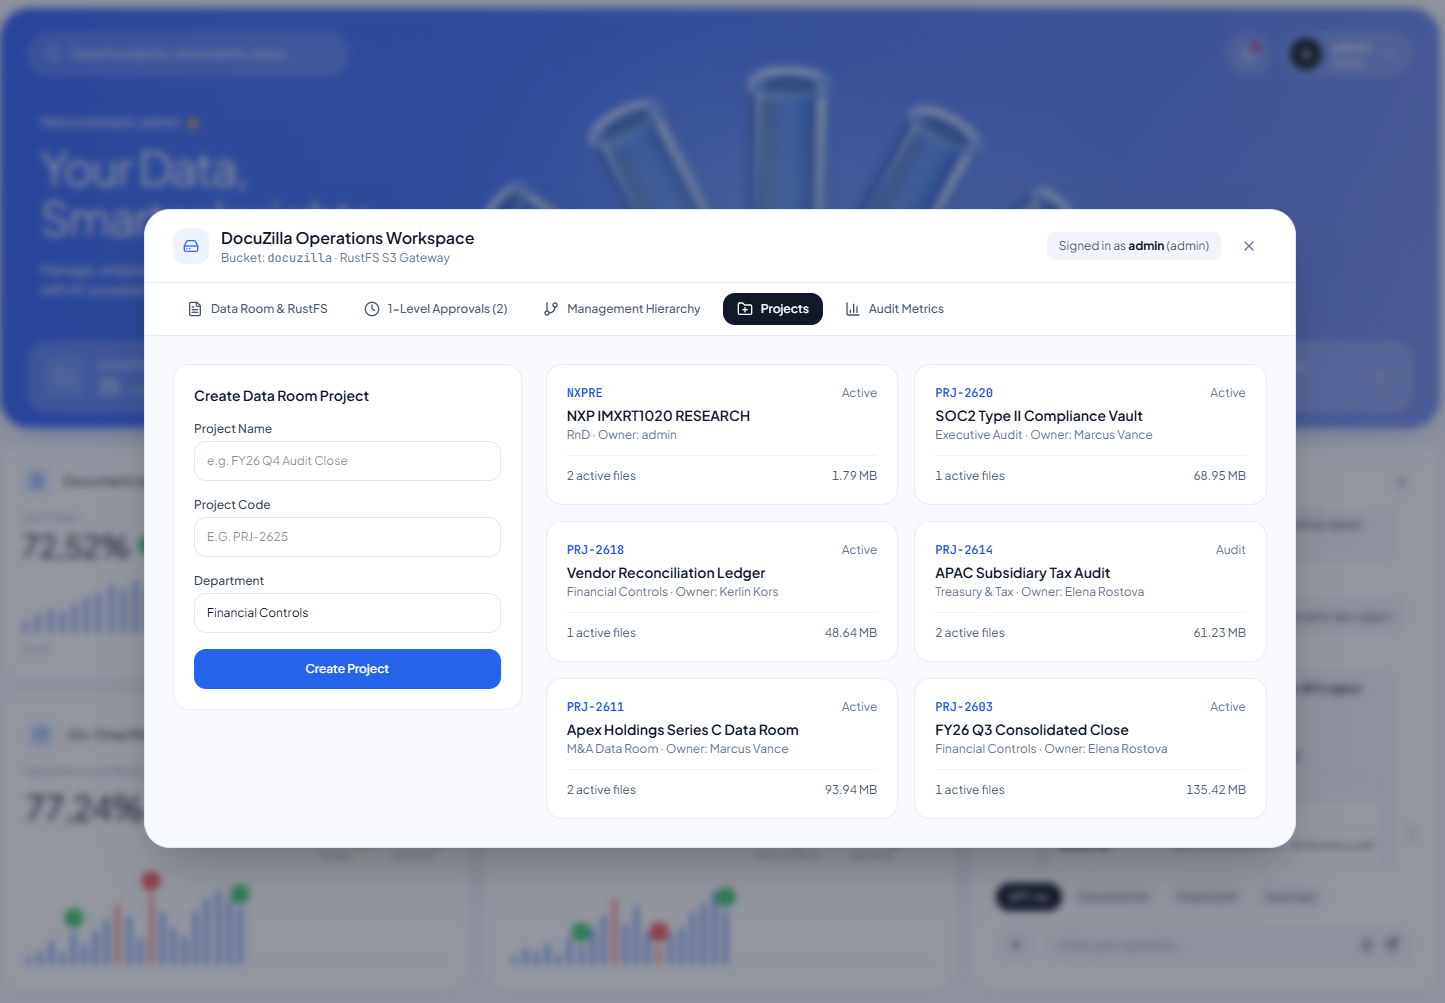 Your Data,
DocuZilla Operations Workspace
Bucket: docuzilla · RustFS S3 Gateway
Signed in as admin (admin)
Data Room & RustFS
1-Level Approvals (2)
Management Hierarchy
Projects
Audit Metrics
Create Data Room Project
Project Name
e.g. FY26 Q4 Audit Close
Project Code
E.G. PRJ-2625
Department
Financial Controls
Create Project
NXPRE
Active
NXP IMXRT1020 RESEARCH
RnD · Owner: admin
2 active files
1.79 MB
PRJ-2620
Active
SOC2 Type II Compliance Vault
Executive Audit · Owner: Marcus Vance
1 active files
68.95 MB
PRJ-2618
Active
Vendor Reconciliation Ledger
Financial Controls · Owner: Kerlin Kors
1 active files
48.64 MB
PRJ-2614
Audit
APAC Subsidiary Tax Audit
Treasury & Tax · Owner: Elena Rostova
2 active files
61.23 MB
PRJ-2611
Active
Apex Holdings Series C Data Room
M&A Data Room · Owner: Marcus Vance
2 active files
93.94 MB
PRJ-2603
Active
FY26 Q3 Consolidated Close
Financial Controls · Owner: Elena Rostova
1 active files
135.42 MB
72,52%
77,24%